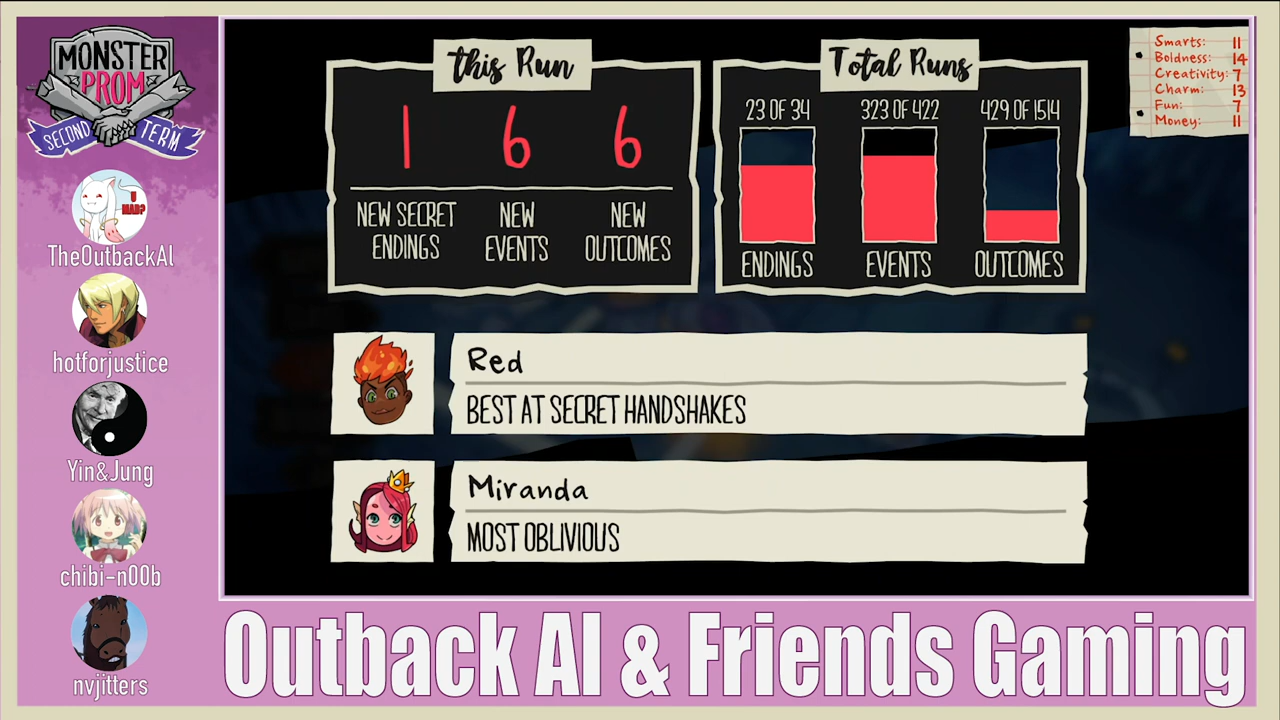 MONSTER
PROM
SECOND TERM
U
MAD?
TheOutbackAl
hotforjustice
Yin&Jung
chibi-n00b
nvjitters
this Run
1 6 6
NEW SECRET
ENDINGS
NEW
EVENTS
NEW
OUTCOMES
Total Runs
23 OF 34 323 OF 422 429 OF 1514
ENDINGS EVENTS OUTCOMES
Smarts: 11
Boldness: 14
Creativity: 7
Charm: 13
Fun: 7
Money: 11
Red
BEST AT SECRET HANDSHAKES
Miranda
MOST OBLIVIOUS
Outback Al & Friends Gaming